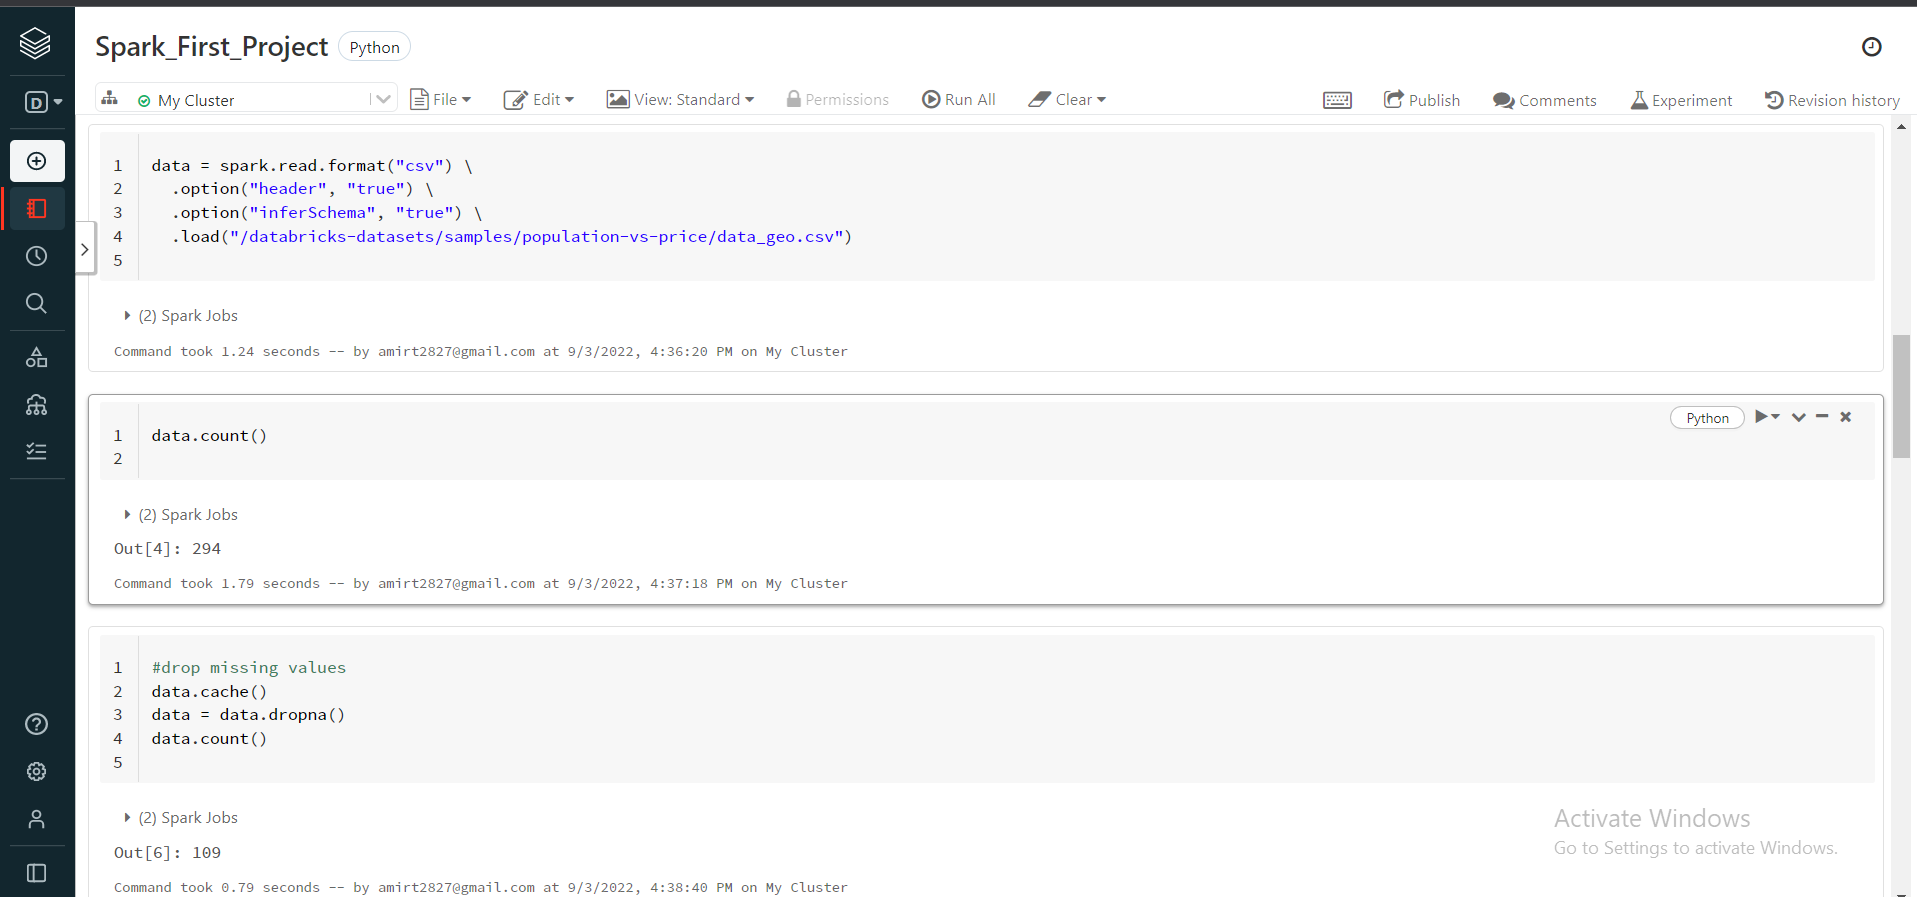 Spark_First_Project Python
D
My Cluster File Edit View: Standard Permissions Run All Clear Publish Comments Experiment Revision history
1 data = spark.read.format("csv") \
2 .option("header", "true") \
3 .option("inferSchema", "true") \
4 .load("/databricks-datasets/samples/population-vs-price/data_geo.csv")
5
(2) Spark Jobs
Command took 1.24 seconds -- by amirt2827@gmail.com at 9/3/2022, 4:36:20 PM on My Cluster
Python
1 data.count()
2
(2) Spark Jobs
Out[4]: 294
Command took 1.79 seconds -- by amirt2827@gmail.com at 9/3/2022, 4:37:18 PM on My Cluster
1 #drop missing values
2 data.cache()
3 data = data.dropna()
4 data.count()
5
(2) Spark Jobs
Out[6]: 109
Command took 0.79 seconds -- by amirt2827@gmail.com at 9/3/2022, 4:38:40 PM on My Cluster
Activate Windows
Go to Settings to activate Windows.